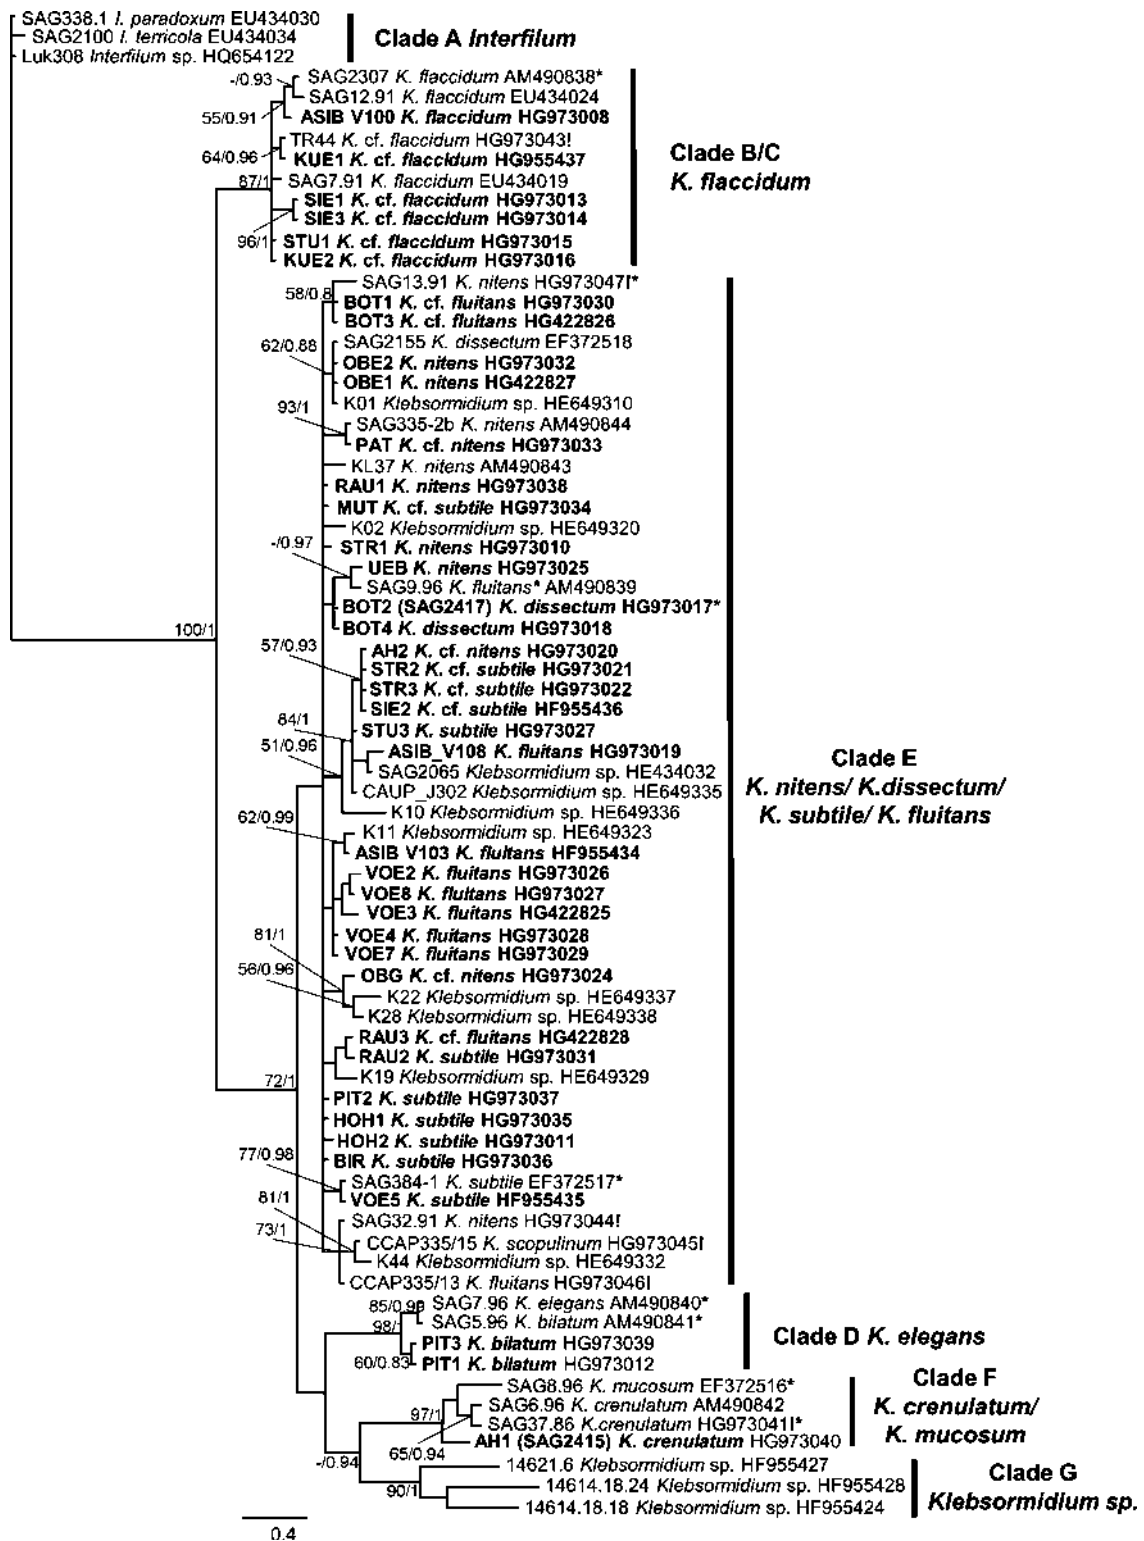 SAG338.1 I. paradoxum EU434030
SAG2100 I. terricola EU434034
Luk308 Interfilum sp. HQ654122
Clade A Interfilum
-/0.93
SAG2307 K. flaccidum AM490838*
SAG12.91 K. flaccidum EU434024
55/0.91
ASIB V100 K. flaccidum HG973008
TR44 K. cf. flaccidum HG973043!
64/0.96
KUE1 K. cf. flaccidum HG955437
87/1
SAG7.91 K. flaccidum EU434019
SIE1 K. cf. flaccidum HG973013
SIE3 K. cf. flaccidum HG973014
96/1
STU1 K. cf. flaccidum HG973015
KUE2 K. cf. flaccidum HG973016
Clade B/C
K. flaccidum
SAG13.91 K. nitens HG973047!*
58/0.8
BOT1 K. cf. fluitans HG973030
BOT3 K. cf. fluitans HG422826
62/0.88
SAG2155 K. dissectum EF372518
OBE2 K. nitens HG973032
OBE1 K. nitens HG422827
K01 Klebsormidium sp. HE649310
93/1
SAG335-2b K. nitens AM490844
PAT K. cf. nitens HG973033
KL37 K. nitens AM490843
RAU1 K. nitens HG973038
MUT K. cf. subtile HG973034
K02 Klebsormidium sp. HE649320
-/0.97
STR1 K. nitens HG973010
UEB K. nitens HG973025
SAG9.96 K. fluitans* AM490839
BOT2 (SAG2417) K. dissectum HG973017*
BOT4 K. dissectum HG973018
100/1
57/0.93
AH2 K. cf. nitens HG973020
STR2 K. cf. subtile HG973021
STR3 K. cf. subtile HG973022
SIE2 K. cf. subtile HF955436
84/1
STU3 K. subtile HG973027
51/0.96
ASIB_V108 K. fluitans HG973019
SAG2065 Klebsormidium sp. HE434032
CAUP_J302 Klebsormidium sp. HE649335
K10 Klebsormidium sp. HE649336
62/0.99
K11 Klebsormidium sp. HE649323
ASIB V103 K. fluitans HF955434
VOE2 K. fluitans HG973026
VOE8 K. fluitans HG973027
VOE3 K. fluitans HG422825
81/1
VOE4 K. fluitans HG973028
VOE7 K. fluitans HG973029
56/0.96
OBG K. cf. nitens HG973024
K22 Klebsormidium sp. HE649337
K28 Klebsormidium sp. HE649338
RAU3 K. cf. fluitans HG422828
RAU2 K. subtile HG973031
72/1
K19 Klebsormidium sp. HE649329
PIT2 K. subtile HG973037
HOH1 K. subtile HG973035
HOH2 K. subtile HG973011
77/0.98
BIR K. subtile HG973036
SAG384-1 K. subtile EF372517*
81/1
VOE5 K. subtile HF955435
73/1
SAG32.91 K. nitens HG973044!
CCAP335/15 K. scopulinum HG973045!
K44 Klebsormidium sp. HE649332
CCAP335/13 K. fluitans HG973046!
Clade E
K. nitens/ K.dissectum/
K. subtile/ K. fluitans
85/0.99
SAG7.96 K. elegans AM490840*
SAG5.96 K. bilatum AM490841*
98/1
PIT3 K. bilatum HG973039
60/0.83
PIT1 K. bilatum HG973012
Clade D K. elegans
SAG8.96 K. mucosum EF372516*
97/1
SAG6.96 K. crenulatum AM490842
SAG37.86 K.crenulatum HG973041!*
65/0.94
AH1 (SAG2415) K. crenulatum HG973040
Clade F
K. crenulatum/
K. mucosum
-/0.94
14621.6 Klebsormidium sp. HF955427
90/1
14614.18.24 Klebsormidium sp. HF955428
14614.18.18 Klebsormidium sp. HF955424
Clade G
Klebsormidium sp.
0.4